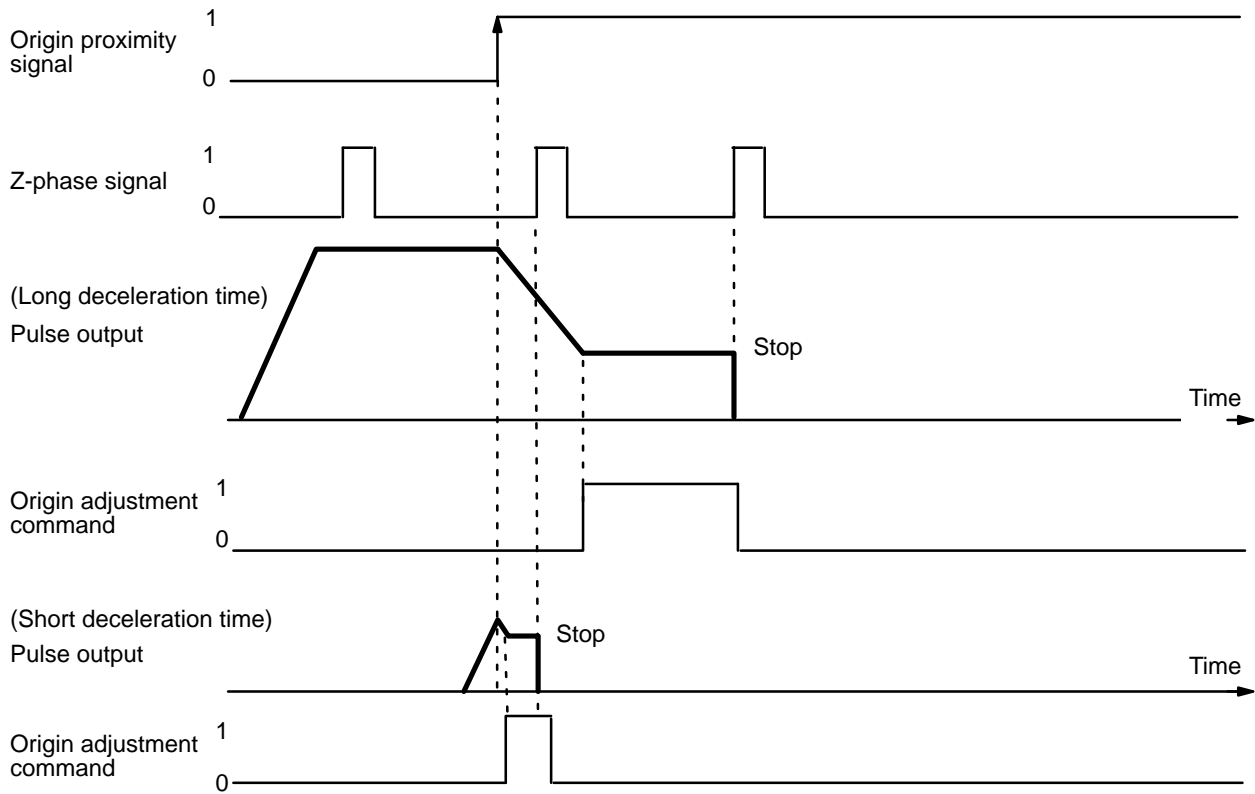 1
Origin proximity
signal
0
1
Z-phase signal
0
(Long deceleration time)
Pulse output
Stop
Time
1
Origin adjustment
command
0
(Short deceleration time)
Pulse output
Stop
Time
1
Origin adjustment
command
0